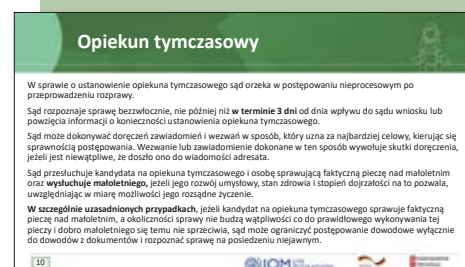 Opiekun tymczasowy
W sprawie o ustanowienie opiekuna tymczasowego sąd orzeka w postępowaniu nieprocesowym po
przeprowadzeniu rozprawy.
Sąd rozpoznaje sprawę bezzwłocznie, nie później niż w terminie 3 dni od dnia wpływu do sądu wniosku lub
powzięcia informacji o konieczności ustanowienia opiekuna tymczasowego.
Sąd może dokonywać doręczeń zawiadomień i wezwań w sposób, który uzna za najbardziej celowy, kierując się
sprawnością postępowania. Wezwanie lub zawiadomienie dokonane w ten sposób wywołuje skutki doręczenia,
jeżeli jest niewątpliwe, że doszło ono do wiadomości adresata.
Sąd przesłuchuje kandydata na opiekuna tymczasowego i osobę sprawującą faktyczną pieczę nad małoletnim
oraz wysłuchuje małoletniego, jeżeli jego rozwój umysłowy, stan zdrowia i stopień dojrzałości na to pozwala,
uwzględniając w miarę możliwości jego rozsądne życzenie.
W szczególnie uzasadnionych przypadkach, jeżeli kandydat na opiekuna tymczasowego sprawuje faktyczną
pieczę nad małoletnim, a okoliczności sprawy nie budzą wątpliwości co do prawidłowego wykonywania tej
pieczy i dobro małoletniego się temu nie sprzeciwia, sąd może ograniczyć postępowanie dowodowe wyłącznie
do dowodów z dokumentów i rozpoznać sprawę na posiedzeniu niejawnym.
10
IOM